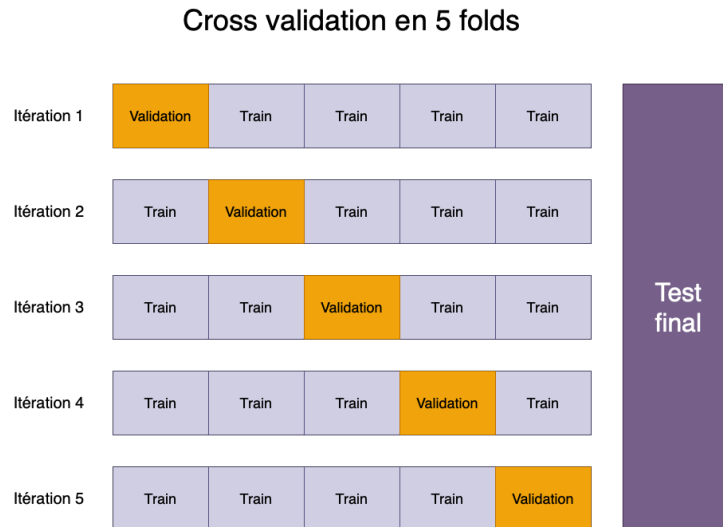 Cross validation en 5 folds
Itération 1 Validation Train Train Train Train
Itération 2 Train Validation Train Train Train
Itération 3 Train Train Validation Train Train
Itération 4 Train Train Train Validation Train
Itération 5 Train Train Train Train Validation
Test
final